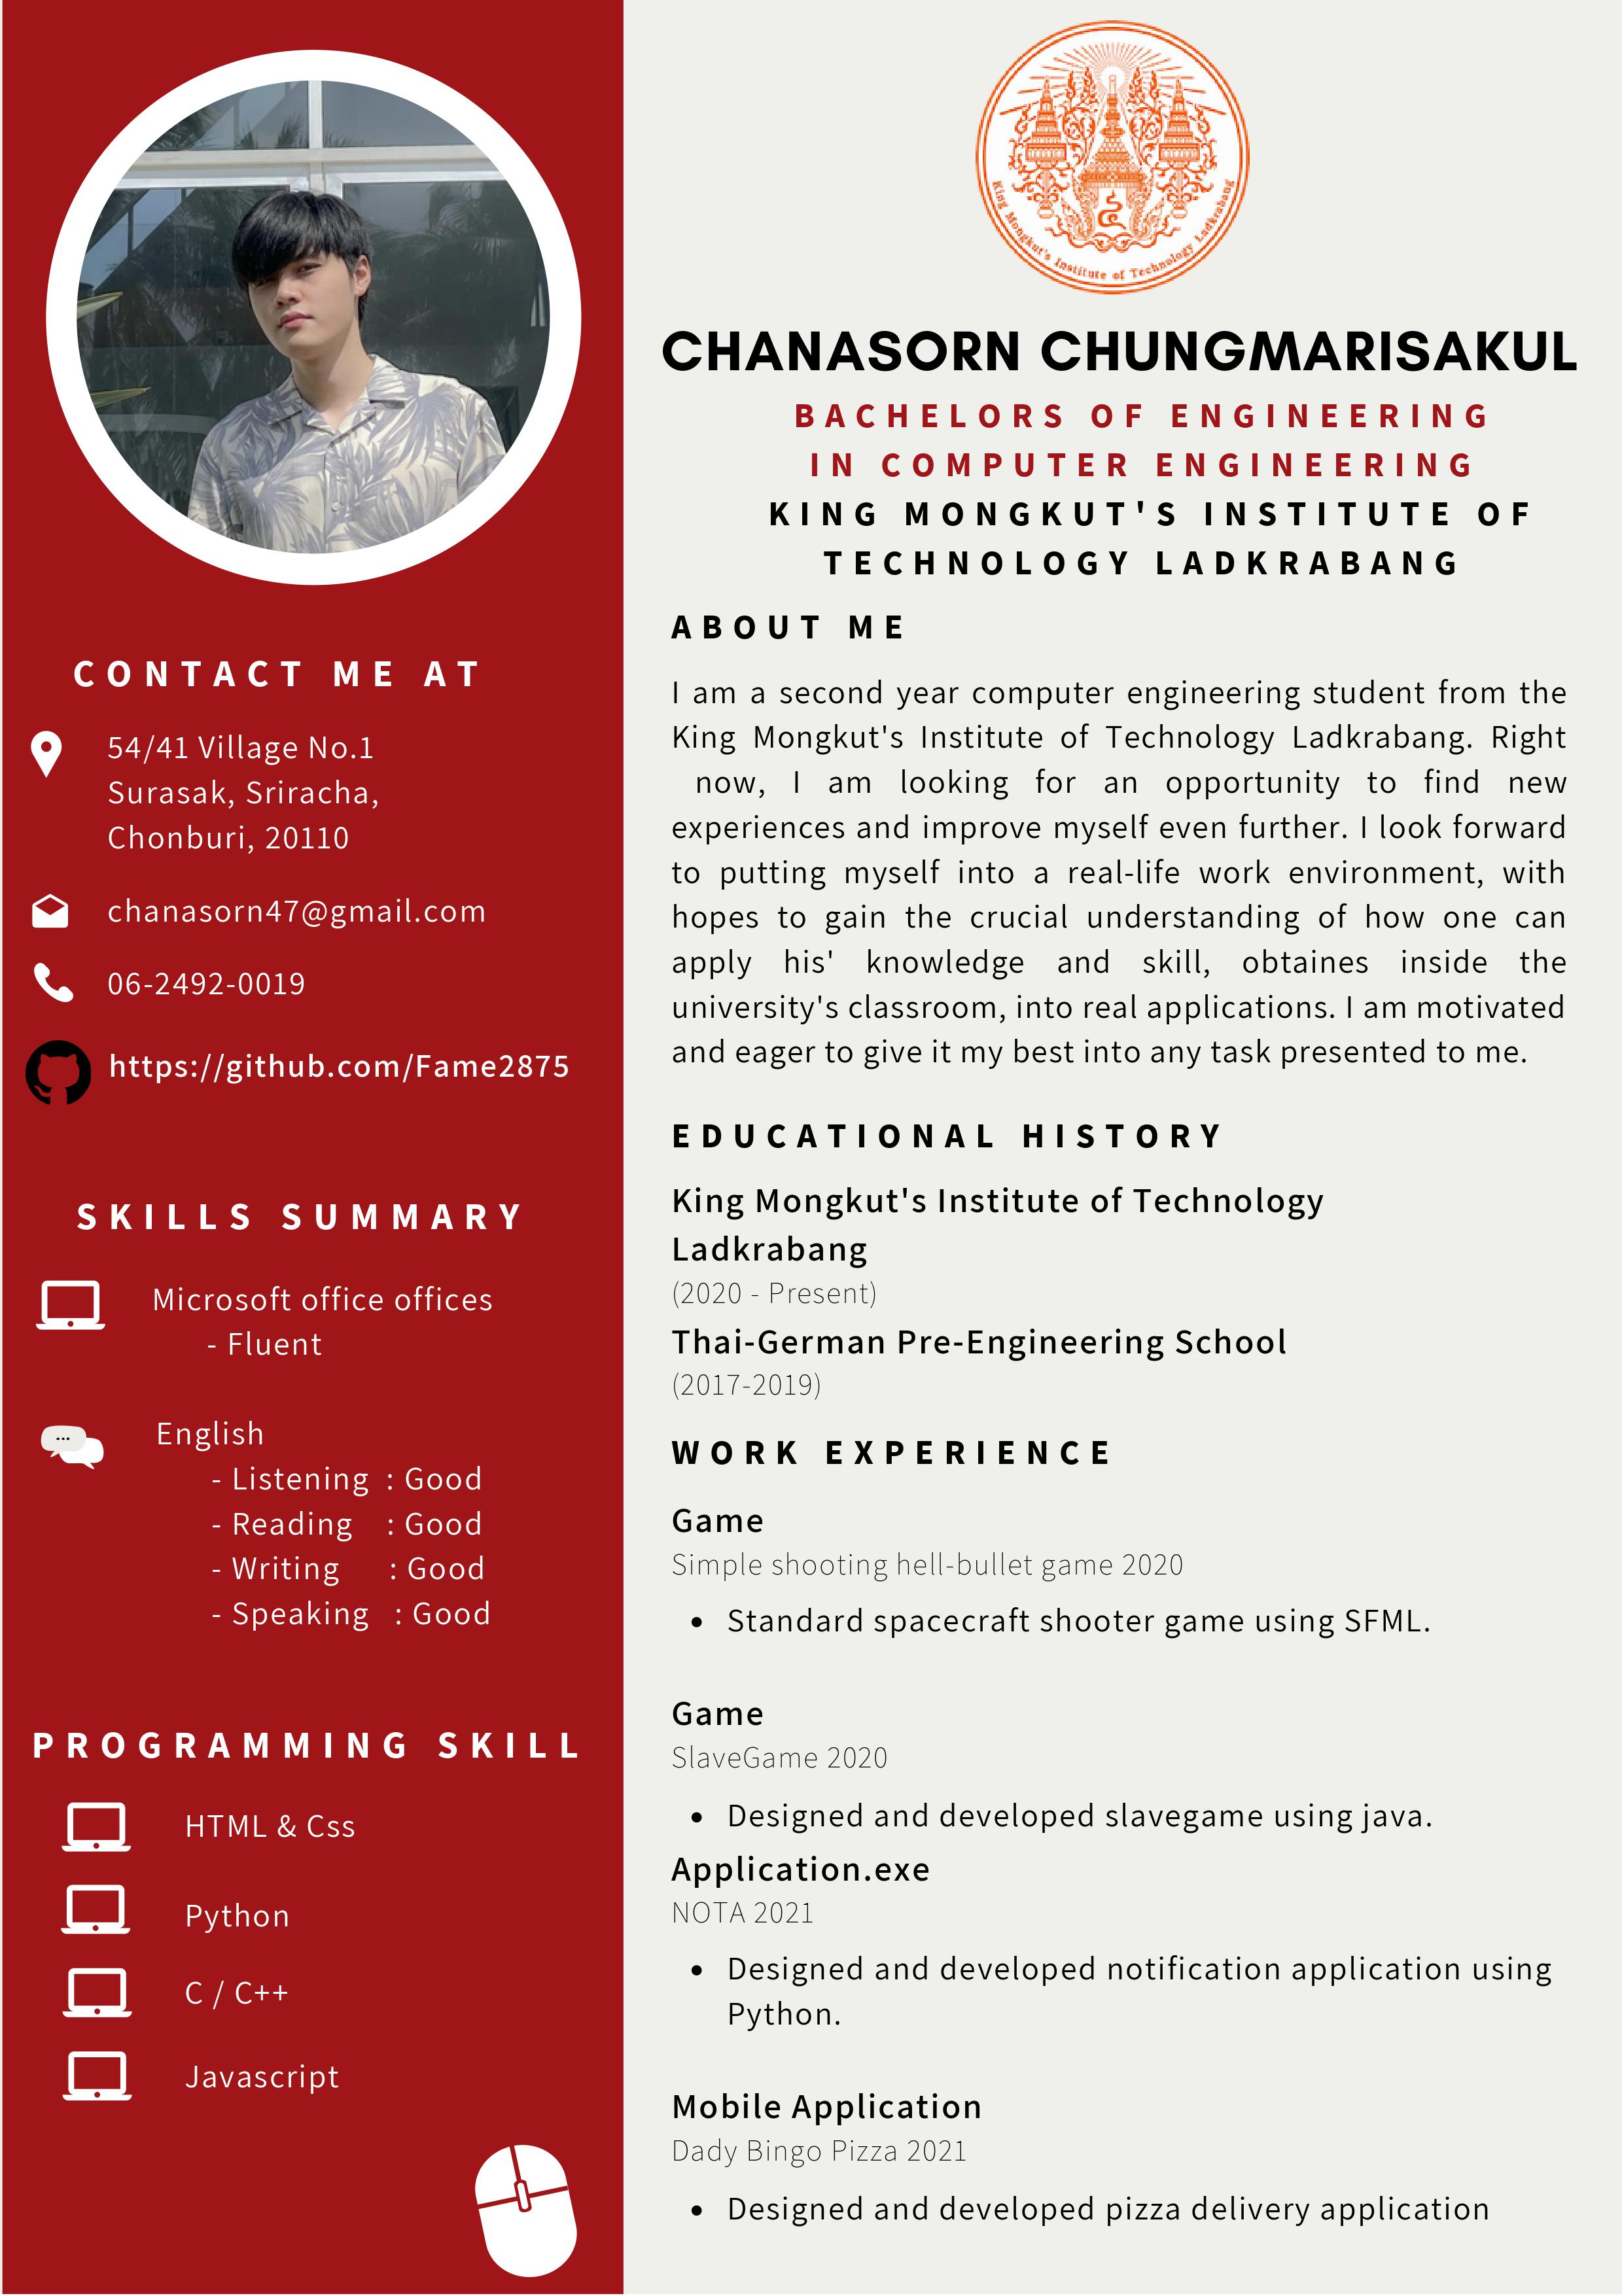 King Mongkut's Institute of Technology Ladkrabang
CHANASORN CHUNGMARISAKUL
BACHELORS OF ENGINEERING
IN COMPUTER ENGINEERING
KING MONGKUT'S INSTITUTE OF
TECHNOLOGY LADKRABANG
CONTACT ME AT
54/41 Village No.1
Surasak, Sriracha,
Chonburi, 20110
chanasorn47@gmail.com
06-2492-0019
https://github.com/Fame2875
SKILLS SUMMARY
Microsoft office offices
- Fluent
English
- Listening : Good
- Reading : Good
- Writing : Good
- Speaking : Good
PROGRAMMING SKILL
HTML & Css
Python
C / C++
Javascript
ABOUT ME
I am a second year computer engineering student from the
King Mongkut's Institute of Technology Ladkrabang. Right
now, I am looking for an opportunity to find new
experiences and improve myself even further. I look forward
to putting myself into a real-life work environment, with
hopes to gain the crucial understanding of how one can
apply his' knowledge and skill, obtaines inside the
university's classroom, into real applications. I am motivated
and eager to give it my best into any task presented to me.
EDUCATIONAL HISTORY
King Mongkut's Institute of Technology
Ladkrabang
(2020 - Present)
Thai-German Pre-Engineering School
(2017-2019)
WORK EXPERIENCE
Game
Simple shooting hell-bullet game 2020
• Standard spacecraft shooter game using SFML.
Game
SlaveGame 2020
• Designed and developed slavegame using java.
Application.exe
NOTA 2021
• Designed and developed notification application using
Python.
Mobile Application
Dady Bingo Pizza 2021
• Designed and developed pizza delivery application